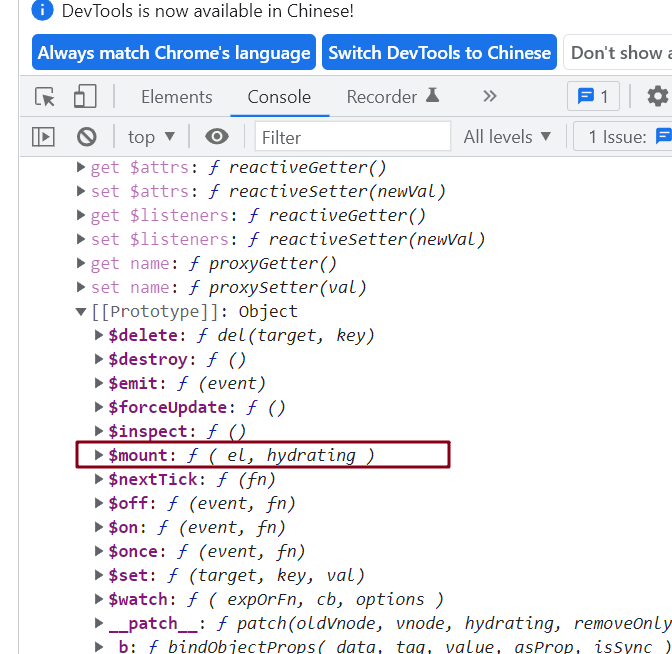 DevTools is now available in Chinese!
Always match Chrome's language Switch DevTools to Chinese Don't show a
Elements Console Recorder 1
top Filter All levels 1 Issue:
get $attrs: ƒ reactiveGetter()
set $attrs: ƒ reactiveSetter(newVal)
get $listeners: ƒ reactiveGetter()
set $listeners: ƒ reactiveSetter(newVal)
get name: ƒ proxyGetter()
set name: ƒ proxySetter(val)
[[Prototype]]: Object
$delete: ƒ del(target, key)
$destroy: ƒ ()
$emit: ƒ (event)
$forceUpdate: ƒ ()
$inspect: ƒ ()
$mount: ƒ ( el, hydrating )
$nextTick: ƒ (fn)
$off: ƒ (event, fn)
$on: ƒ (event, fn)
$once: ƒ (event, fn)
$set: ƒ (target, key, val)
$watch: ƒ ( expOrFn, cb, options )
__patch__: ƒ patch(oldVnode, vnode, hydrating, removeOnly
_b: ƒ bindObjectProps( data, tag, value, asProp, isSync )